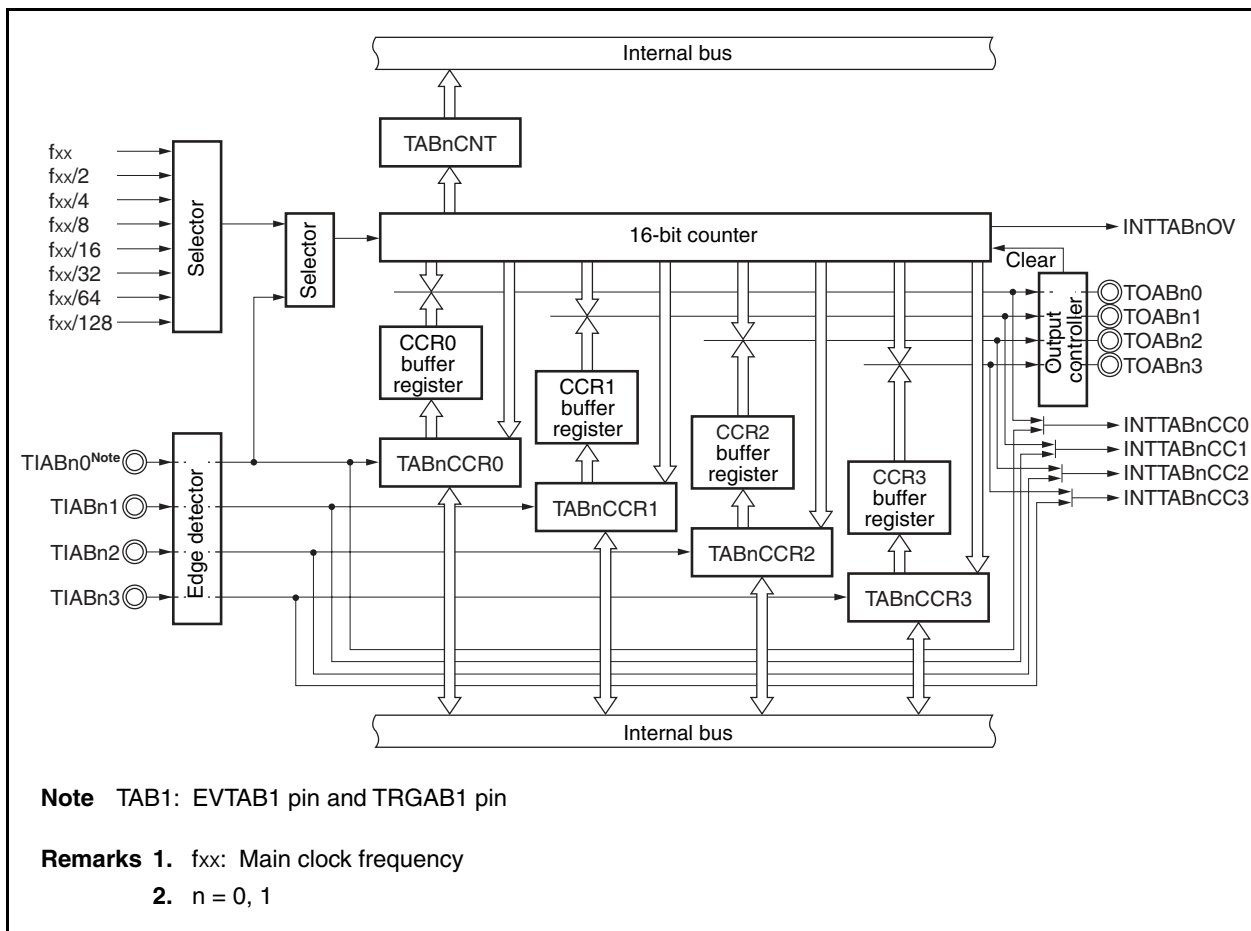 Internal bus
TABnCNT
fxx
fxx/2
fxx/4
fxx/8
fxx/16
fxx/32
fxx/64
fxx/128
Selector
Selector
16-bit counter
INTTABnOV
Clear
Output
controller
TOABn0
TOABn1
TOABn2
TOABn3
CCR0
buffer
register
CCR1
buffer
register
CCR2
buffer
register
CCR3
buffer
register
INTTABnCC0
INTTABnCC1
INTTABnCC2
INTTABnCC3
TIABn0Note
TIABn1
TIABn2
TIABn3
Edge detector
TABnCCR0
TABnCCR1
TABnCCR2
TABnCCR3
Internal bus
Note TAB1: EVTAB1 pin and TRGAB1 pin
Remarks 1. fxx: Main clock frequency
2. n = 0, 1